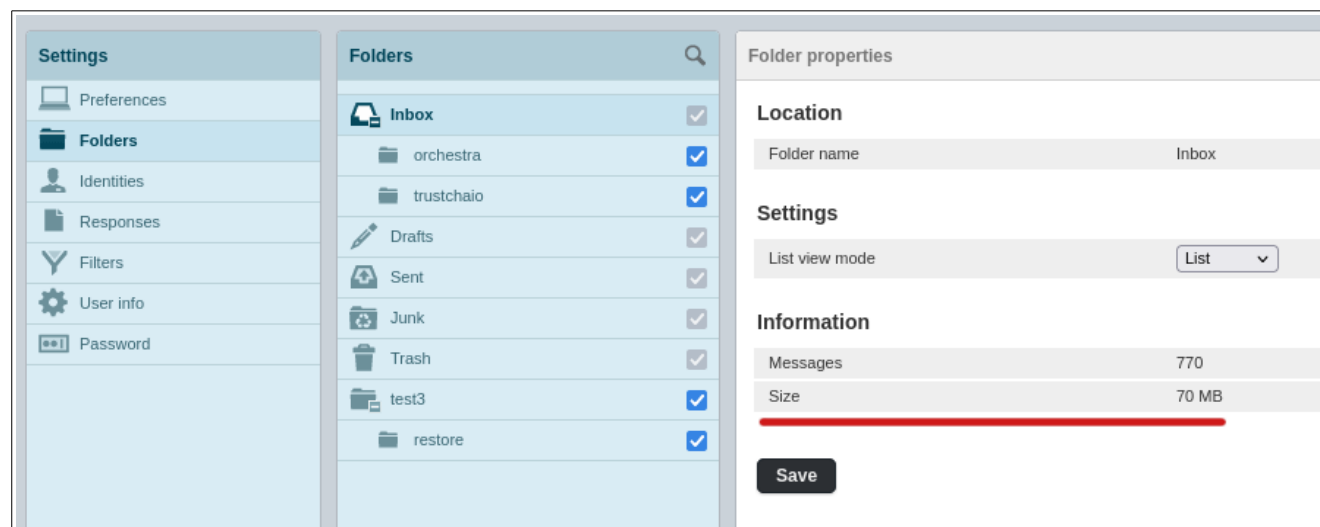 Settings
Preferences
Folders
Identities
Responses
Filters
User info
Password
Folders
Inbox
orchestra
trustchaio
Drafts
Sent
Junk
Trash
test3
restore
Folder properties
Location
Folder name Inbox
Settings
List view mode List
Information
Messages 770
Size 70 MB
Save